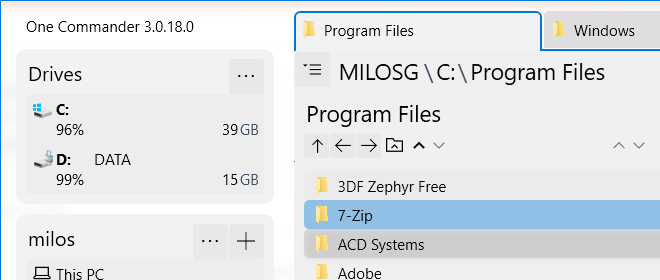 One Commander 3.0.18.0
Drives
C:
96% 39 GB
D: DATA
99% 15 GB
milos
This PC
Program Files
Windows
MILOSG \ C: \ Program Files
Program Files
3DF Zephyr Free
7-Zip
ACD Systems
Adobe